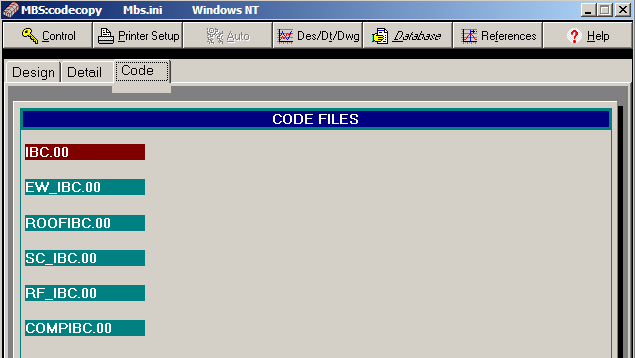 MBS:codecopy Mbs.ini Windows NT
Control Printer Setup Auto Des/Dt/Dwg Database References Help
Design Detail Code
CODE FILES
IBC.00
EW_IBC.00
ROOFIBC.00
SC_IBC.00
RF_IBC.00
COMPIBC.00